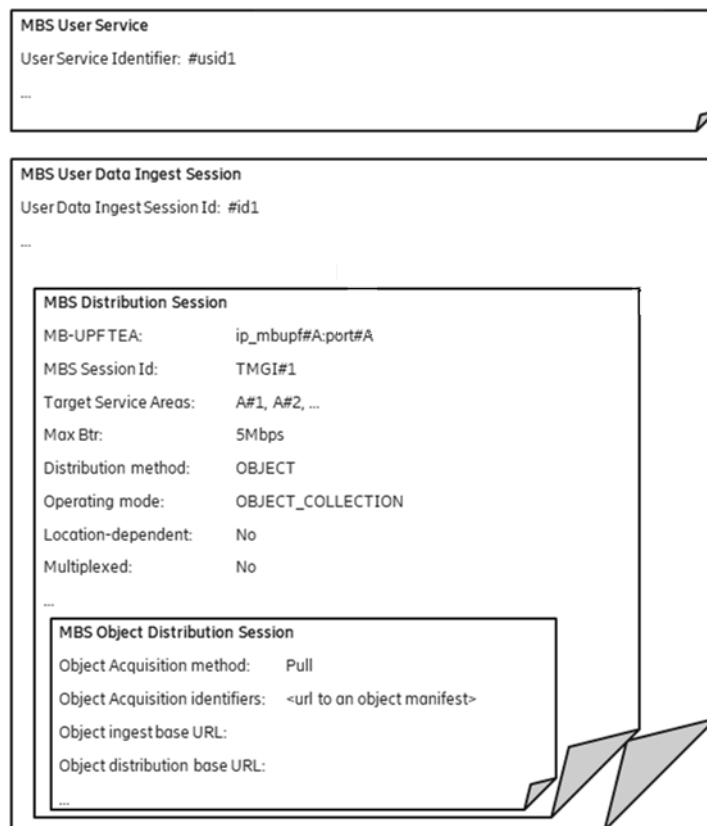 MBS User Service
User Service Identifier: #usid1
...
MBS User Data Ingest Session
User Data Ingest Session Id: #id1
...
MBS Distribution Session
MB-UPF TEA: ip_mbupf#A:port#A
MBS Session Id: TMGI#1
Target Service Areas: A#1, A#2, ...
Max Btr: 5Mbps
Distribution method: OBJECT
Operating mode: OBJECT_COLLECTION
Location-dependent: No
Multiplexed: No
...
MBS Object Distribution Session
Object Acquisition method: Pull
Object Acquisition identifiers: <url to an object manifest>
Object ingest base URL:
Object distribution base URL:
...